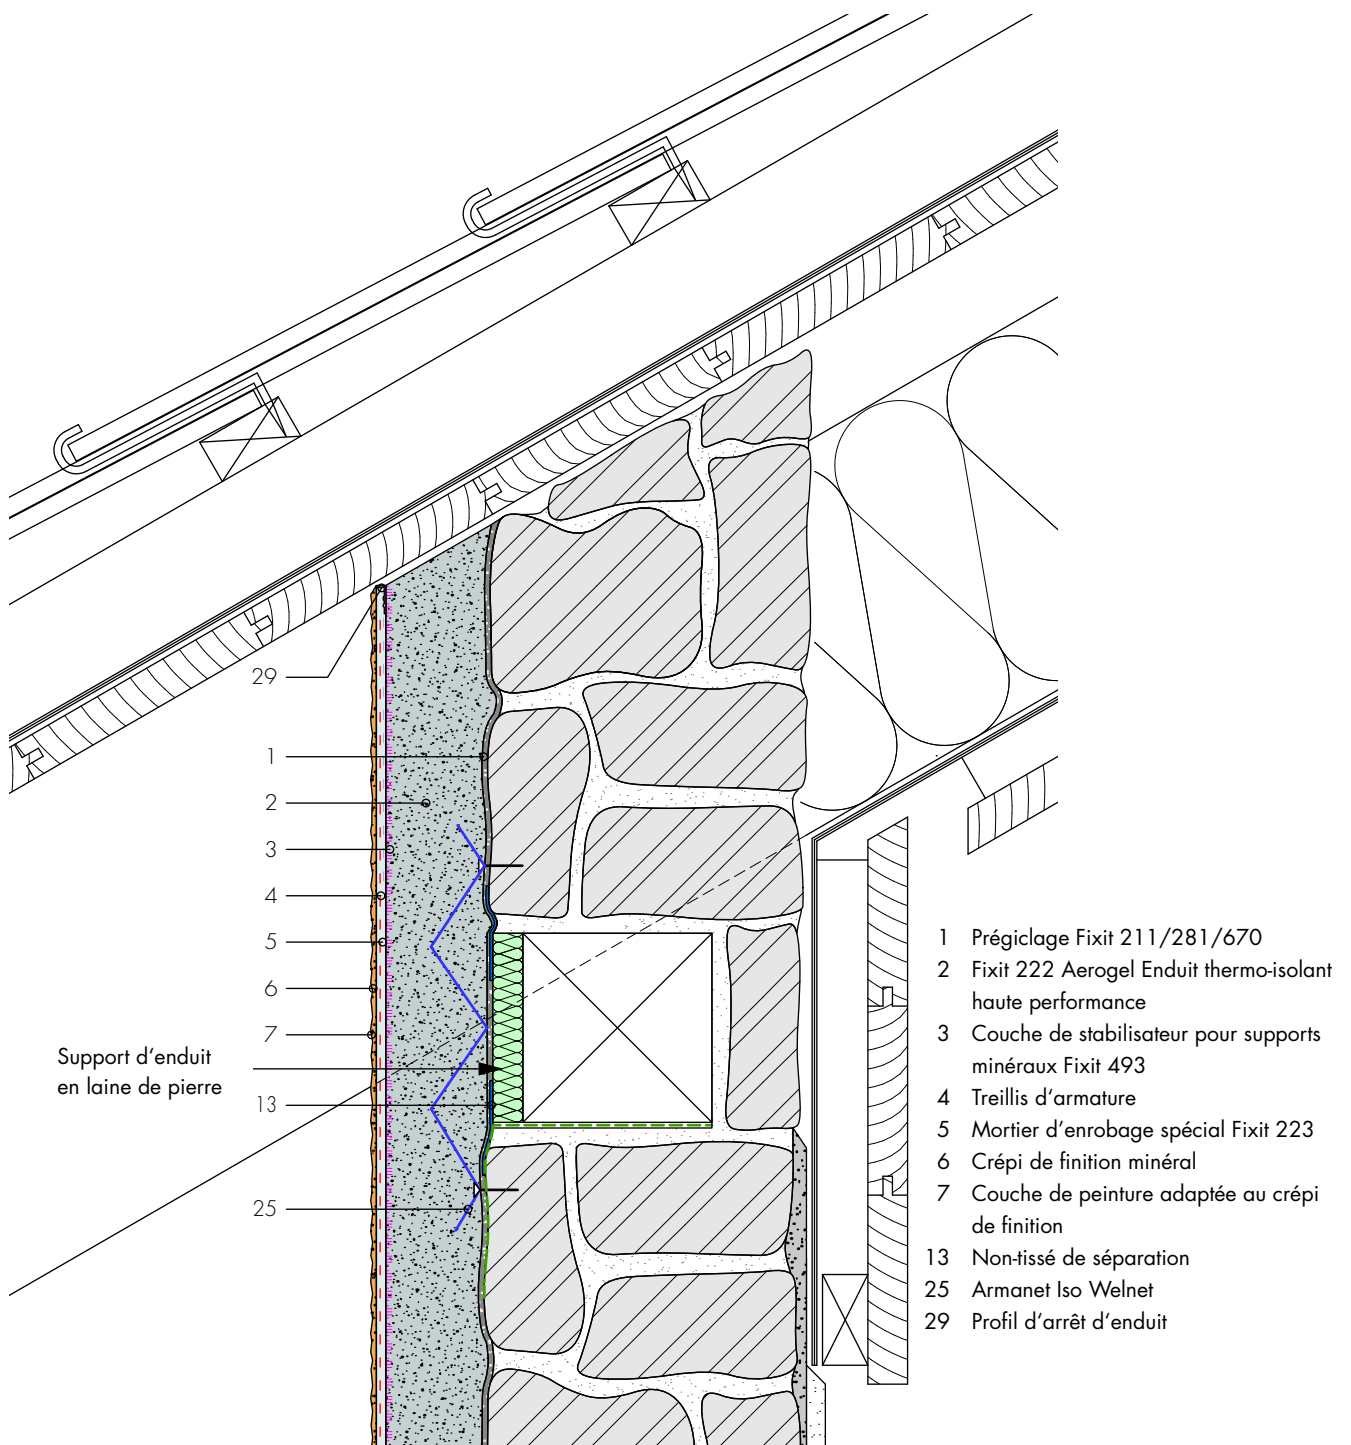 29
1
2
3
4
5
6
7
Support d’enduit
en laine de pierre
13
25
1 Prégiclage Fixit 211/281/670
2 Fixit 222 Aerogel Enduit thermo-isolant
haute performance
3 Couche de stabilisateur pour supports
minéraux Fixit 493
4 Treillis d’armature
5 Mortier d’enrobage spécial Fixit 223
6 Crépi de finition minéral
7 Couche de peinture adaptée au crépi
de finition
13 Non-tissé de séparation
25 Armanet Iso Welnet
29 Profil d’arrêt d’enduit